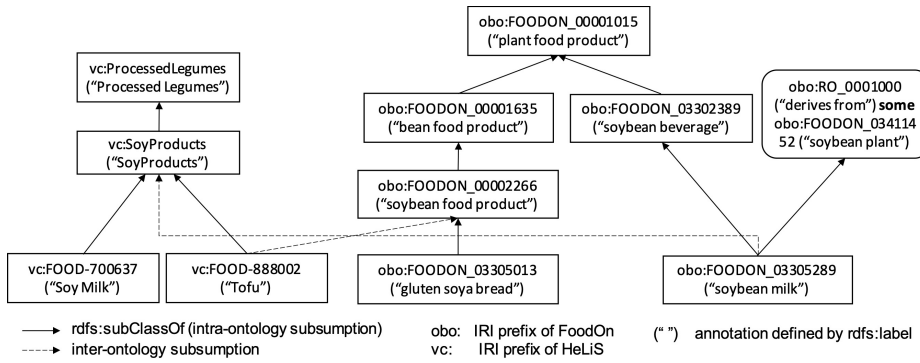 obo:FOODON_00001015
(“plant food product”)
vc:ProcessedLegumes
(“Processed Legumes”)
obo:RO_0001000
(“derives from”) some
obo:FOODON_034114
52 (“soybean plant”)
obo:FOODON_00001635
(“bean food product”)
obo:FOODON_03302389
(“soybean beverage”)
vc:SoyProducts
(“SoyProducts”)
obo:FOODON_00002266
(“soybean food product”)
vc:FOOD-700637
(“Soy Milk”)
vc:FOOD-888002
(“Tofu”)
obo:FOODON_03305013
(“gluten soya bread”)
obo:FOODON_03305289
(“soybean milk”)
rdfs:subClassOf (intra-ontology subsumption)
inter-ontology subsumption
obo: IRI prefix of FoodOn
vc: IRI prefix of HeLiS
(“ ”) annotation defined by rdfs:label